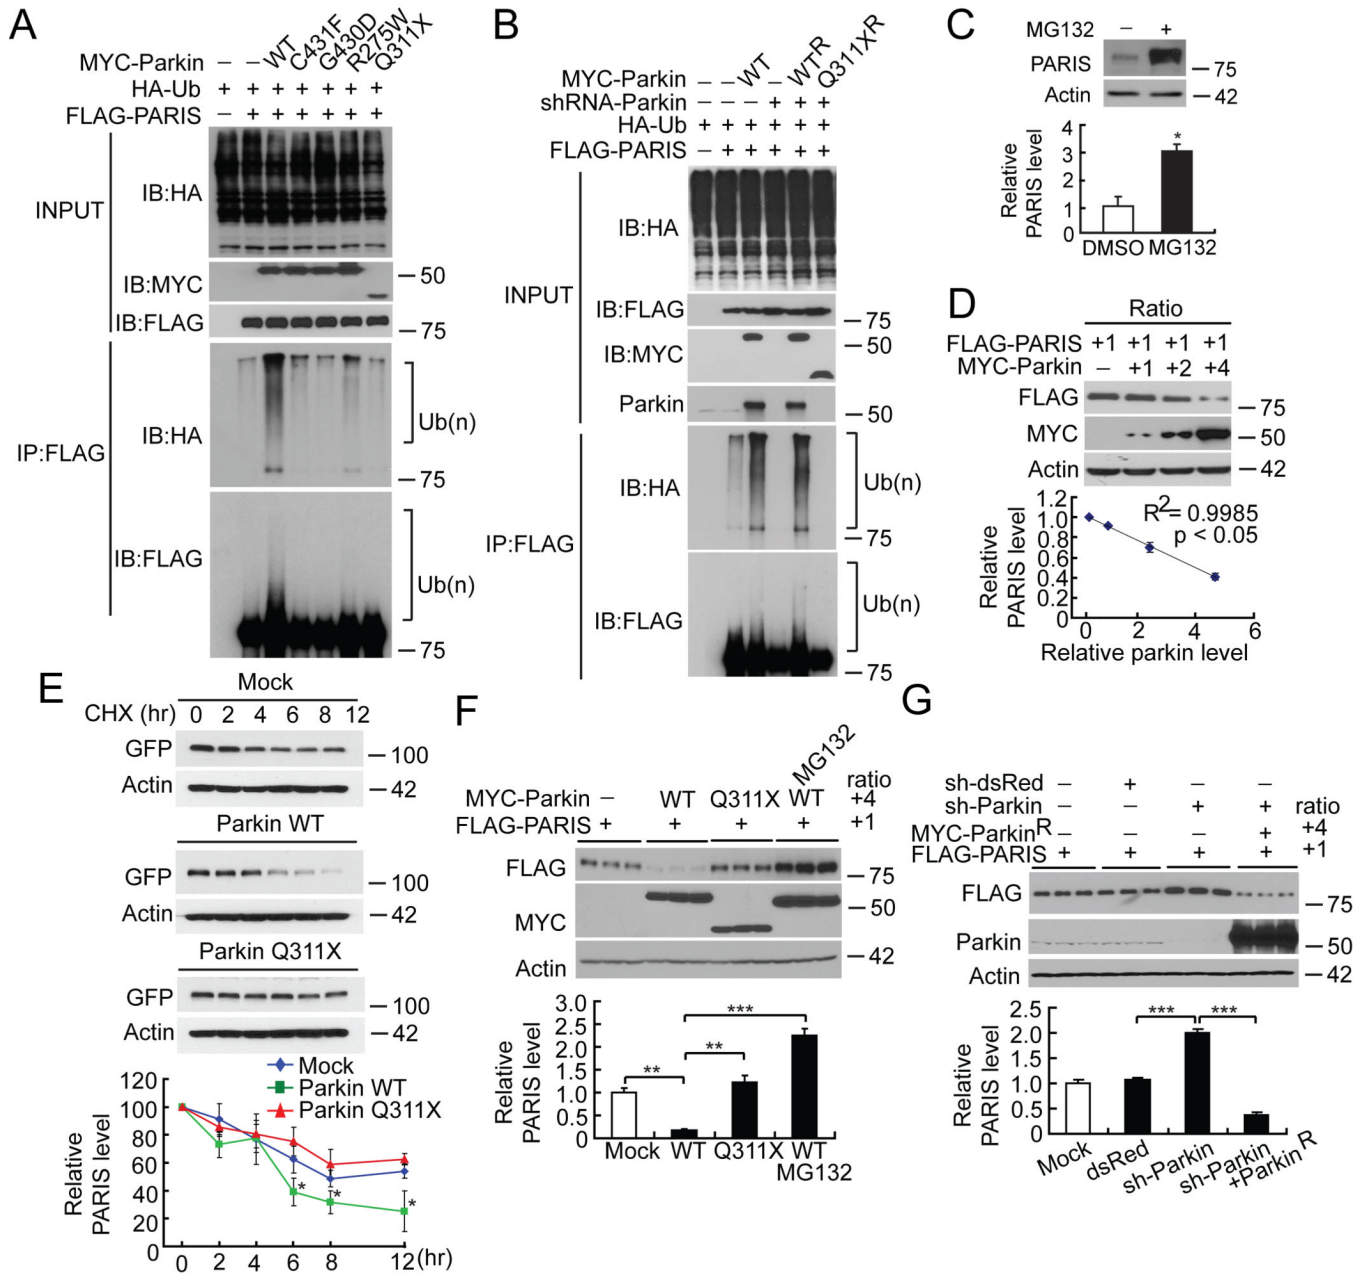 A
WT C431F G430D R275W Q311X
MYC-Parkin – –
HA-Ub + + + + + + +
FLAG-PARIS – + + + + + +
INPUT
IB:HA
IB:MYC — 50
IB:FLAG — 75
IP:FLAG
IB:HA Ub(n) — 75
IB:FLAG Ub(n) — 75
B
MYC-Parkin – – WT – WTᴿ Q311Xᴿ
shRNA-Parkin – – – + + +
HA-Ub + + + + + +
FLAG-PARIS – + + + + +
INPUT
IB:HA
IB:FLAG — 75
IB:MYC — 50
Parkin — 50
IP:FLAG
IB:HA Ub(n) — 75
IB:FLAG Ub(n) — 75
C
MG132 – +
PARIS — 75
Actin — 42
Relative PARIS level
4
3
2
1
0
*
DMSO MG132
D
Ratio
FLAG-PARIS +1 +1 +1 +1
MYC-Parkin – +1 +2 +4
FLAG — 75
MYC — 50
Actin — 42
Relative PARIS level
1.2
1.0
0.8
0.6
0.4
0.2
0
R² = 0.9985
p < 0.05
0 2 4 6
Relative parkin level
E
Mock
CHX (hr) 0 2 4 6 8 12
GFP — 100
Actin — 42
Parkin WT
GFP — 100
Actin — 42
Parkin Q311X
GFP — 100
Actin — 42
Mock
Parkin WT
Parkin Q311X
Relative PARIS level
120
100
80
60
40
20
0
* * *
0 2 4 6 8 12 (hr)
F
MG132 ratio
MYC-Parkin – WT Q311X WT +4
FLAG-PARIS + + + + +1
FLAG — 75
MYC — 50
Actin — 42
Relative PARIS level
3.0
2.5
2.0
1.5
1.0
0.5
0
** ** ***
Mock WT Q311X WT MG132
G
sh-dsRed – + – –
sh-Parkin – – + + ratio
MYC-Parkinᴿ – – – + +4
FLAG-PARIS + + + + +1
FLAG — 75
Parkin — 50
Actin — 42
Relative PARIS level
2.5
2.0
1.5
1.0
0.5
0
*** ***
Mock dsRed sh-Parkin sh-Parkin +Parkinᴿ